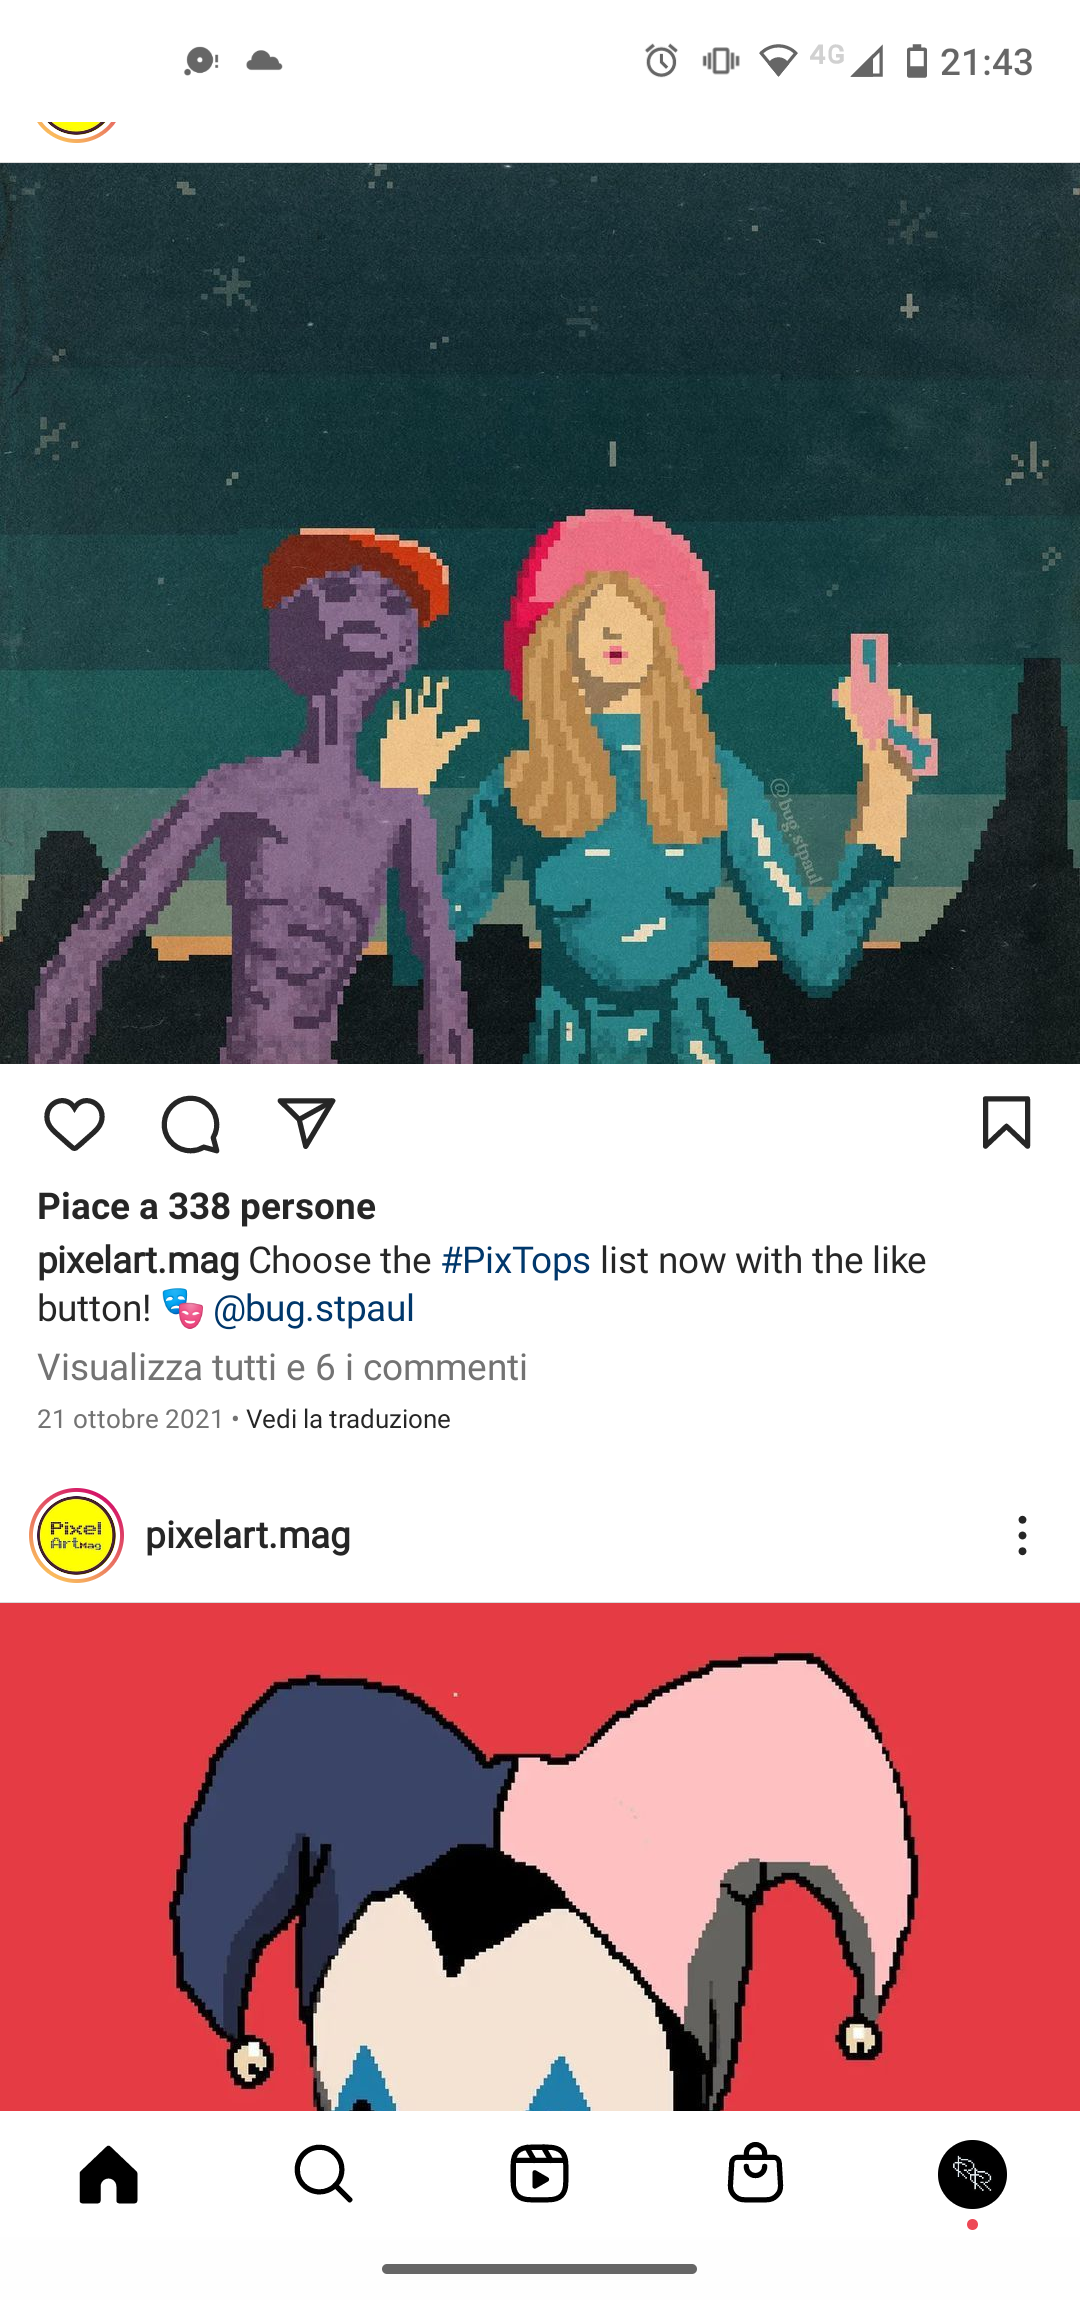 4G 21:43
@bug.stpaul
Piace a 338 persone
pixelart.mag Choose the #PixTops list now with the like
button! 🎭 @bug.stpaul
Visualizza tutti e 6 i commenti
21 ottobre 2021 • Vedi la traduzione
Pixel
ArtMag
pixelart.mag